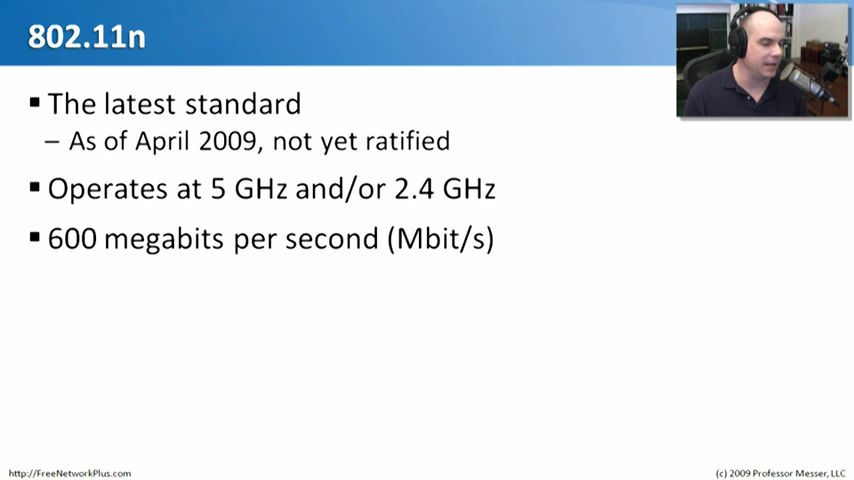 802.11n
▪ The latest standard
– As of April 2009, not yet ratified
▪ Operates at 5 GHz and/or 2.4 GHz
▪ 600 megabits per second (Mbit/s)
http://FreeNetworkPlus.com
(c) 2009 Professor Messer, LLC